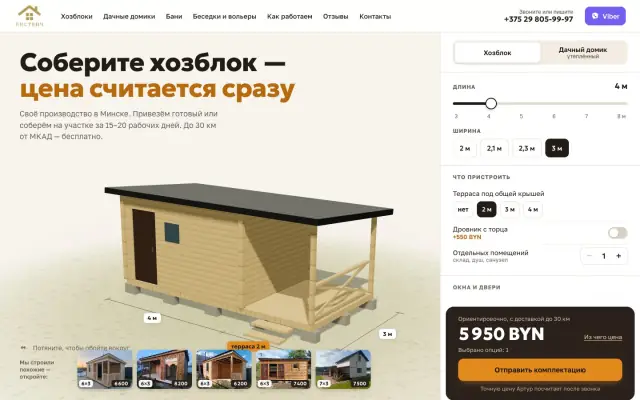 Хозблоки Дачные домики Бани Беседки и вольеры Как работаем Отзывы Контакты
Звоните или пишите
+375 29 805-99-97
Viber
Соберите хозблок —
цена считается сразу
Своё производство в Минске. Привезём готовый или
соберём на участке за 15–20 рабочих дней. До 30 км
от МКАД — бесплатно.
4 м
3 м
терраса 2 м
Потяните, чтобы обойти вокруг
Мы строили
похожие —
откройте:
6×3 6600
6×3 8200
6×3 6200
6×3 7400
7×3 7500
Хозблок
Дачный домик
утеплённый
ДЛИНА
4 м
3 4 5 6 7 8 м
ШИРИНА
2 м 2,1 м 2,3 м 3 м
ЧТО ПРИСТРОИТЬ
Терраса под общей крышей
нет 2 м 3 м 4 м
Дровник с торца
+550 BYN
Отдельных помещений
склад, душ, санузел
− 1 +
ОКНА И ДВЕРИ
Ориентировочно, с доставкой до 30 км
5 950 BYN
Из чего цена
Выбрано опций: 1
Отправить комплектацию
Точную цену Артур посчитает после звонка